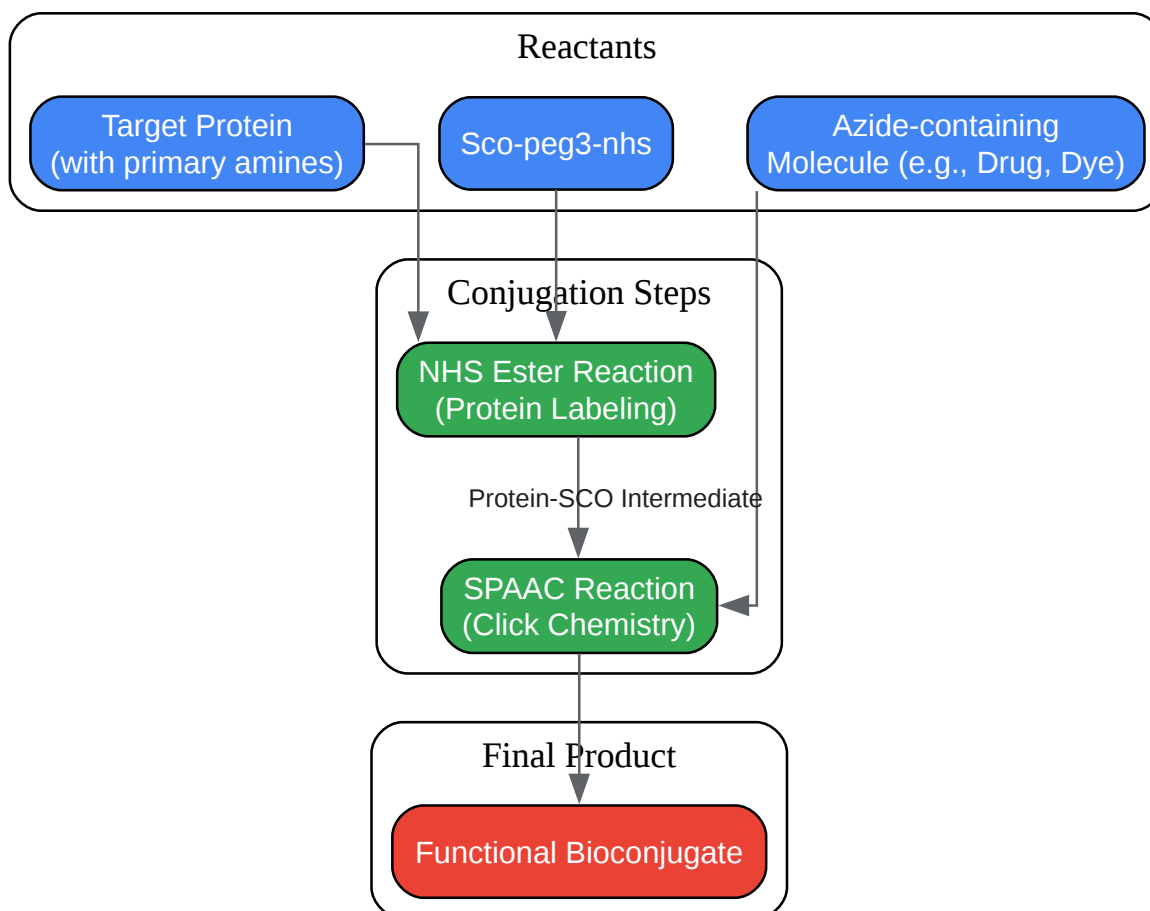 Reactants
Target Protein
(with primary amines)
Sco-peg3-nhs
Azide-containing
Molecule (e.g., Drug, Dye)
Conjugation Steps
NHS Ester Reaction
(Protein Labeling)
Protein-SCO Intermediate
SPAAC Reaction
(Click Chemistry)
Final Product
Functional Bioconjugate